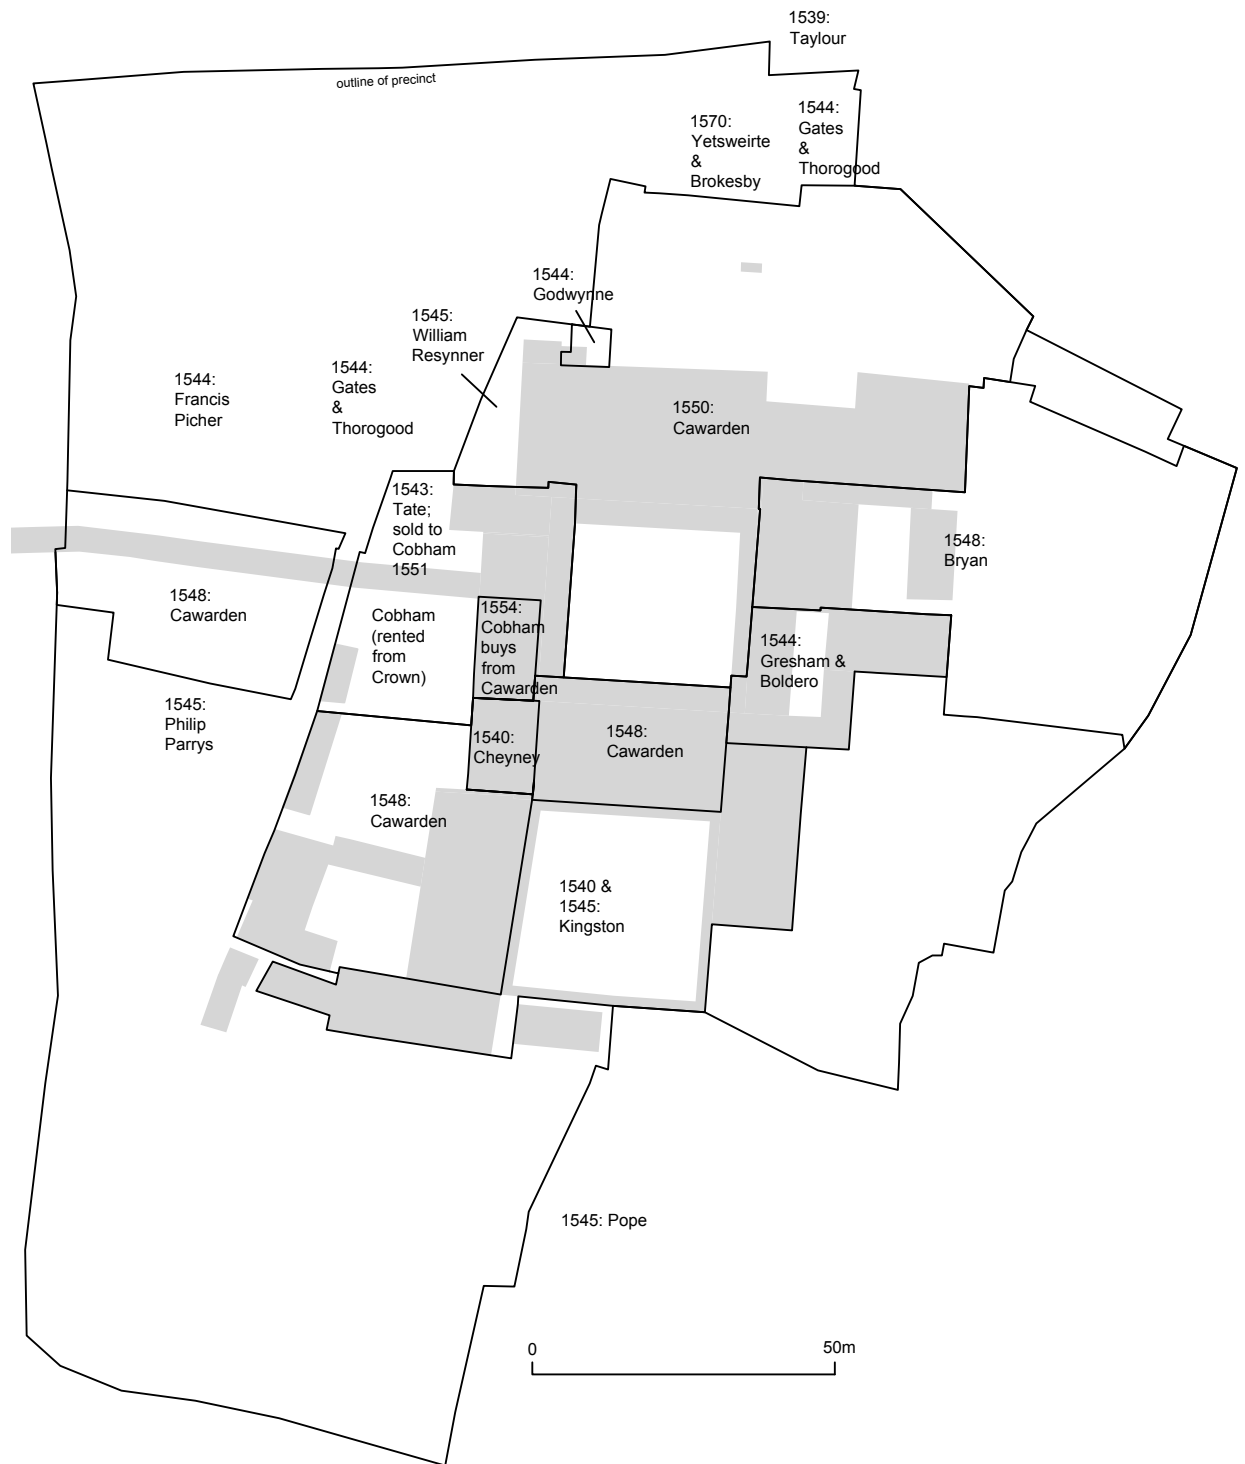 1539:
Taylour
outline of precinct
1570:
Yetsweirte
&
Brokesby
1544:
Gates
&
Thorogood
1544:
Godwynne
1545:
William
Resynner
1544:
Francis
Picher
1544:
Gates
&
Thorogood
1550:
Cawarden
1543:
Tate;
sold to
Cobham
1551
1548:
Bryan
1548:
Cawarden
Cobham
(rented
from
Crown)
1554:
Cobham
buys
from
Cawarden
1544:
Gresham &
Boldero
1545:
Philip
Parrys
1540:
Cheyney
1548:
Cawarden
1548:
Cawarden
1540 &
1545:
Kingston
1545: Pope
0
50m